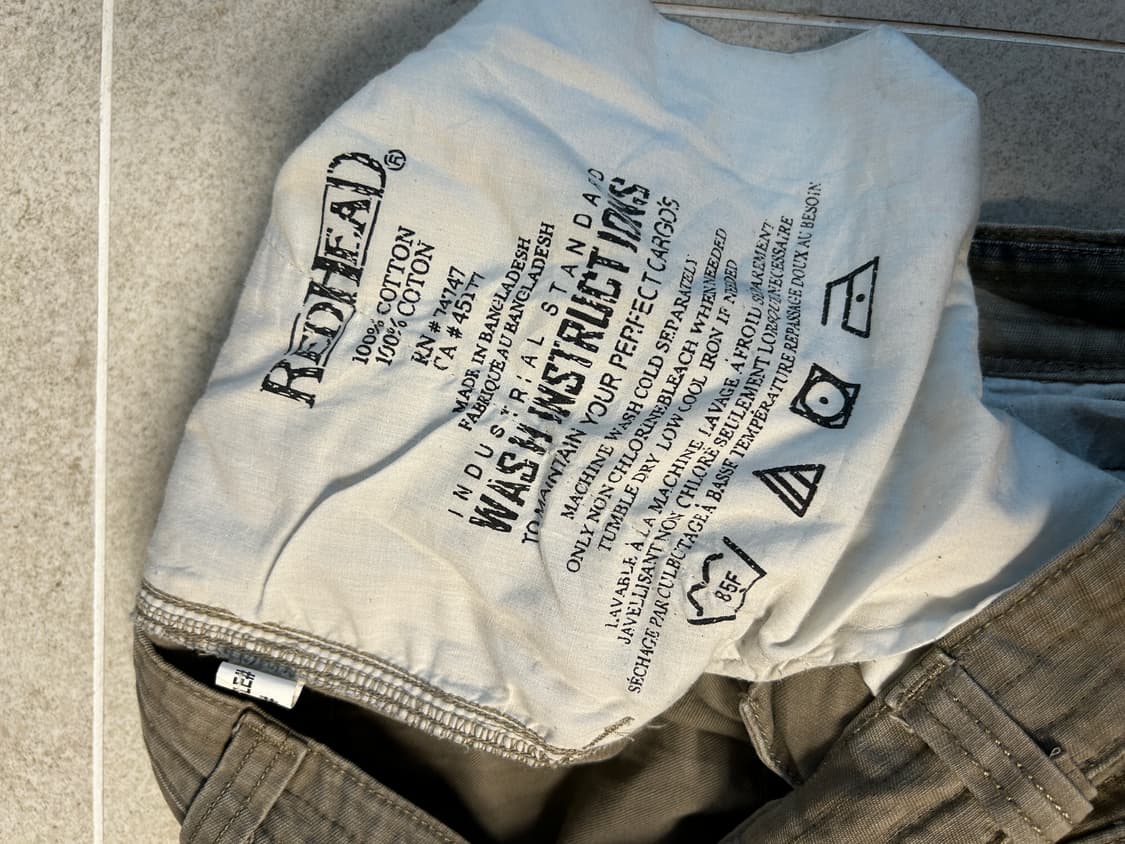 REDHEAD®
100% COTTON
100% COTON
RN # 74747
CA # 45177
MADE IN BANGLADESH
FABRIQUÉ AU BANGLADESH
INDUSTRIAL STANDARD
WASH INSTRUCTIONS
TO MAINTAIN YOUR PERFECT CARGO'S
MACHINE WASH COLD SEPARATELY
ONLY NON CHLORINE BLEACH WHEN NEEDED
TUMBLE DRY LOW COOL IRON IF NEEDED
LAVABLE À LA MACHINE LAVAGE À FROID SÉPARÉMENT
JAVELLISANT NON CHLORÉ SEULEMENT LORSQU'NECESSAIRE
SÉCHAGE PAR CULBUTAGE À BASSE TEMPÉRATURE REPASSAGE DOUX AU BESOIN
85F